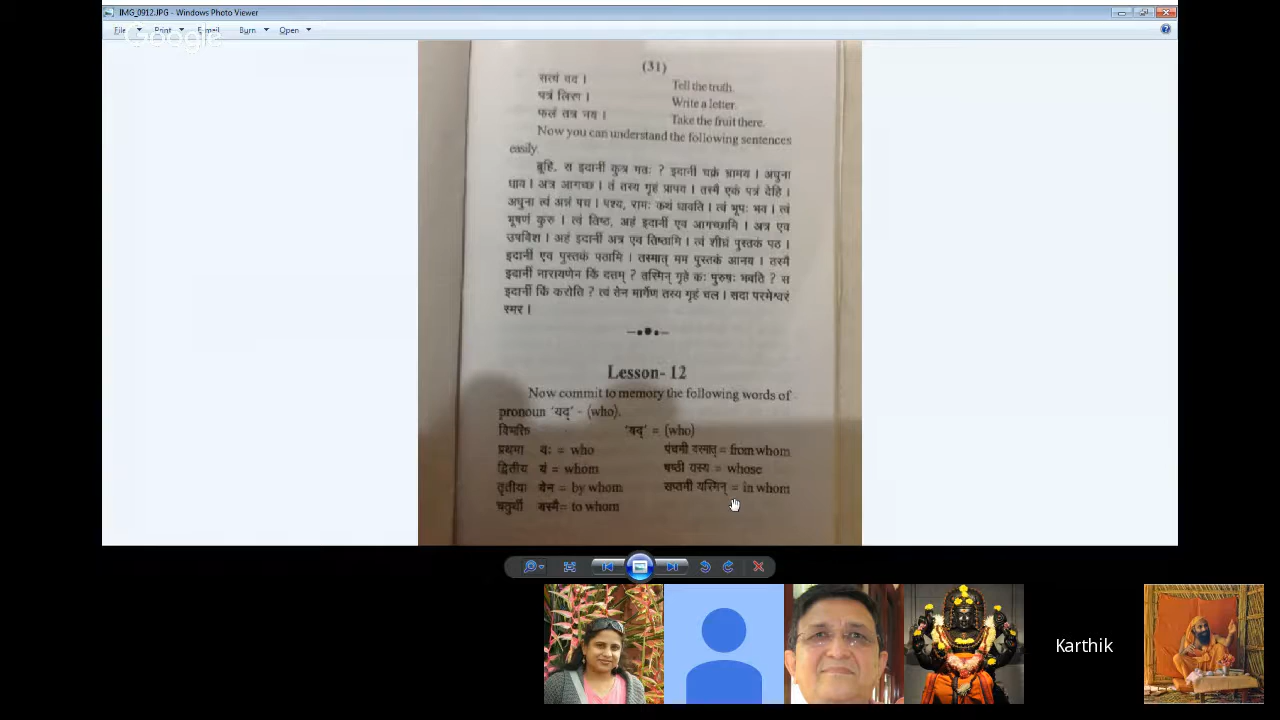 IMG_0912.JPG - Windows Photo Viewer
File Print E-mail Burn Open
Google
(31)
सत्यं वद । Tell the truth.
पत्रं लिख । Write a letter.
फलं तत्र नय । Take the fruit there.
Now you can understand the following sentences
easily.
ब्रूहि, स इदानीं कुत्र गतः ? इदानीं चक्रं भ्रामय । अधुना
धाव । अत्र आगच्छ । तं तस्य गृहं प्रापय । तस्मै एकं पत्रं देहि ।
अधुना त्वं अन्नं पच । पश्य, रामः कथं धावति । त्वं भूपः भव । त्वं
भूषणं कुरु । त्वं तिष्ठ, अहं इदानीं एव आगच्छामि । अत्र एव
उपविश । अहं इदानीं अत्र एव तिष्ठामि । त्वं शीघ्रं पुस्तकं पठ ।
इदानीं एव पुस्तकं पठामि । तस्मात् मम पुस्तकं आनय । तस्मै
इदानीं नारायणेन किं दत्तम् ? तस्मिन् गृहे कः पुरुषः भवति ? स
इदानीं किं करोति ? त्वं तेन मार्गेण तस्य गृहं चल । सदा परमेश्वरं
स्मर ।
Lesson- 12
Now commit to memory the following words of
pronoun 'यद्' - (who).
विभक्ति 'यद्' = (who)
प्रथमा यः = who पंचमी यस्मात् = from whom
द्वितीय यं = whom षष्ठी यस्य = whose
तृतीया येन = by whom सप्तमी यस्मिन् = in whom
चतुर्थी यस्मै= to whom
Karthik